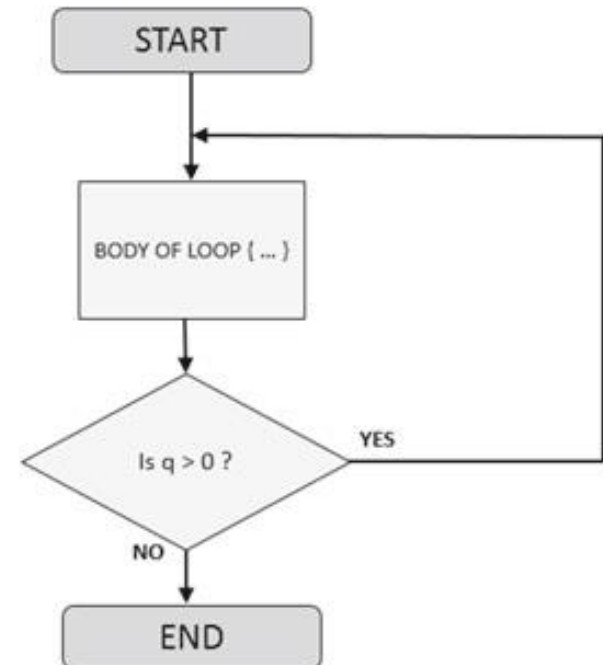 START
BODY OF LOOP { ... }
Is q > 0 ?
YES
NO
END